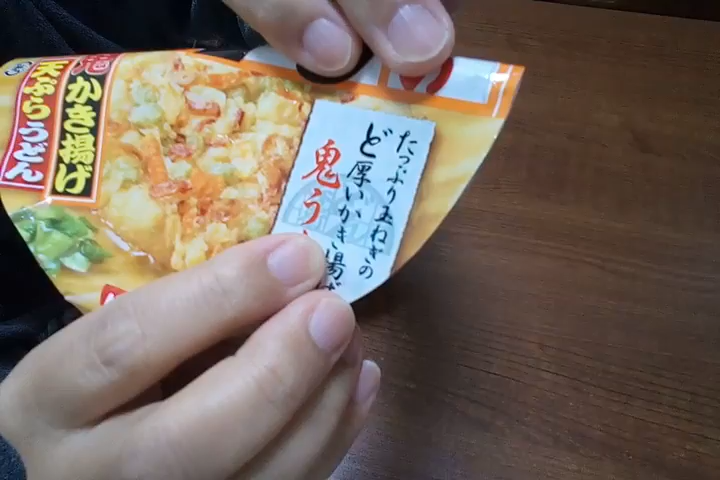 かき揚げ
天ぷらうどん
たっぷり玉ねぎの
ど厚いかき揚げ
鬼う
の